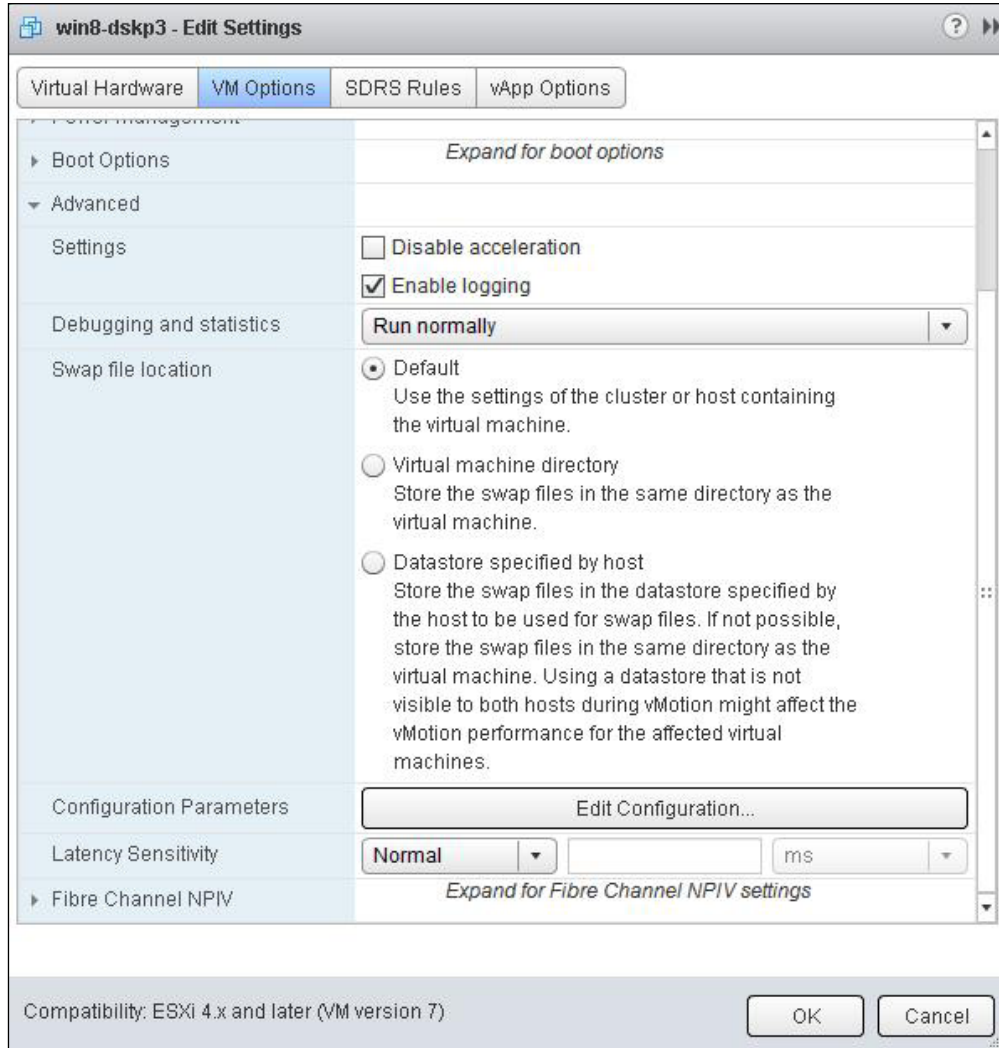 win8-dskp3 - Edit Settings
?
Virtual Hardware VM Options SDRS Rules vApp Options
Power management
Boot Options Expand for boot options
Advanced
Settings Disable acceleration
Enable logging
Debugging and statistics Run normally
Swap file location Default
Use the settings of the cluster or host containing
the virtual machine.
Virtual machine directory
Store the swap files in the same directory as the
virtual machine.
Datastore specified by host
Store the swap files in the datastore specified by
the host to be used for swap files. If not possible,
store the swap files in the same directory as the
virtual machine. Using a datastore that is not
visible to both hosts during vMotion might affect the
vMotion performance for the affected virtual
machines.
Configuration Parameters Edit Configuration...
Latency Sensitivity Normal ms
Fibre Channel NPIV Expand for Fibre Channel NPIV settings
Compatibility: ESXi 4.x and later (VM version 7) OK Cancel